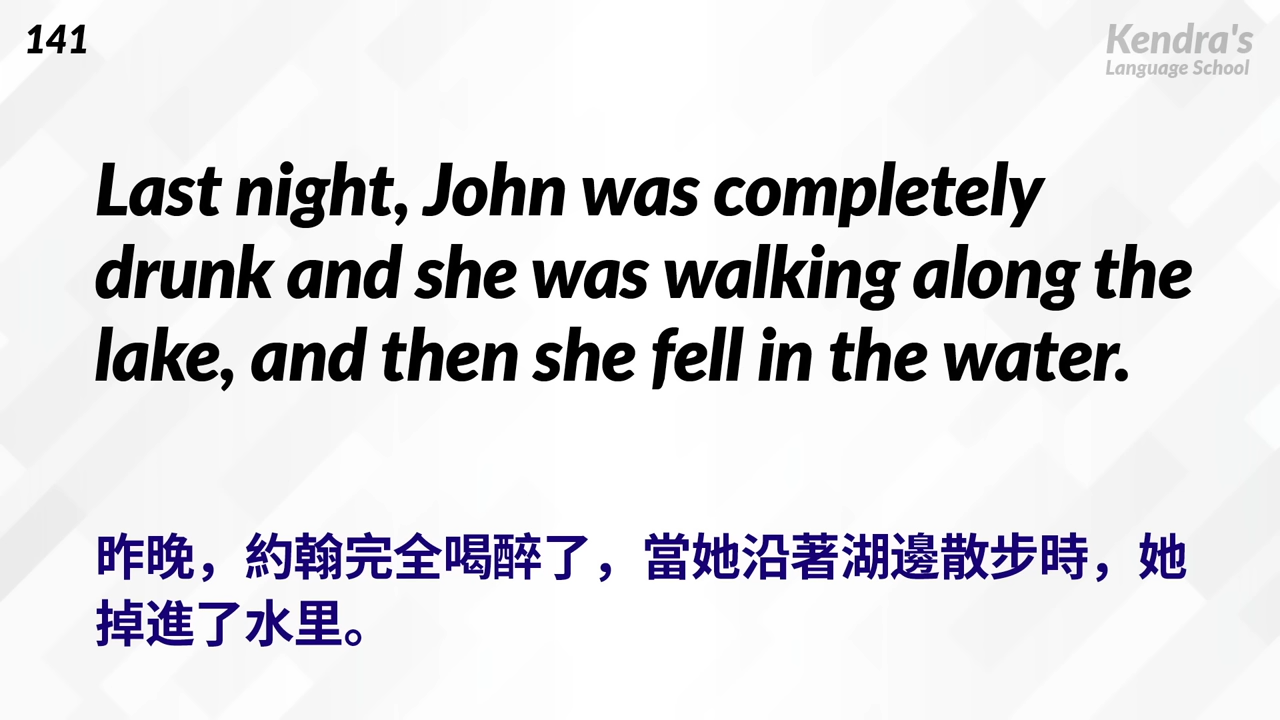 141
Kendra's
Language School
Last night, John was completely
drunk and she was walking along the
lake, and then she fell in the water.
昨晚，約翰完全喝醉了，當她沿著湖邊散步時，她
掉進了水里。